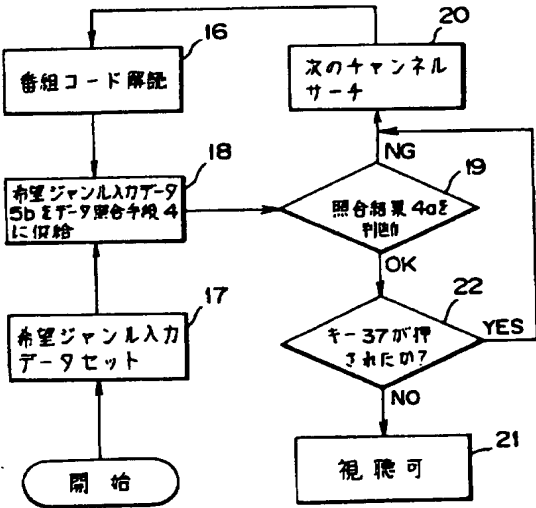 16
番組コード解読
20
次のチャンネル
サーチ
18
希望ジャンル入力データ
5bをデータ照合手段4
に供給
NG
19
照合結果4aを
判断
OK
17
希望ジャンル入力
データセット
22
キー37が押
されたか?
YES
NO
21
視聴可
開始